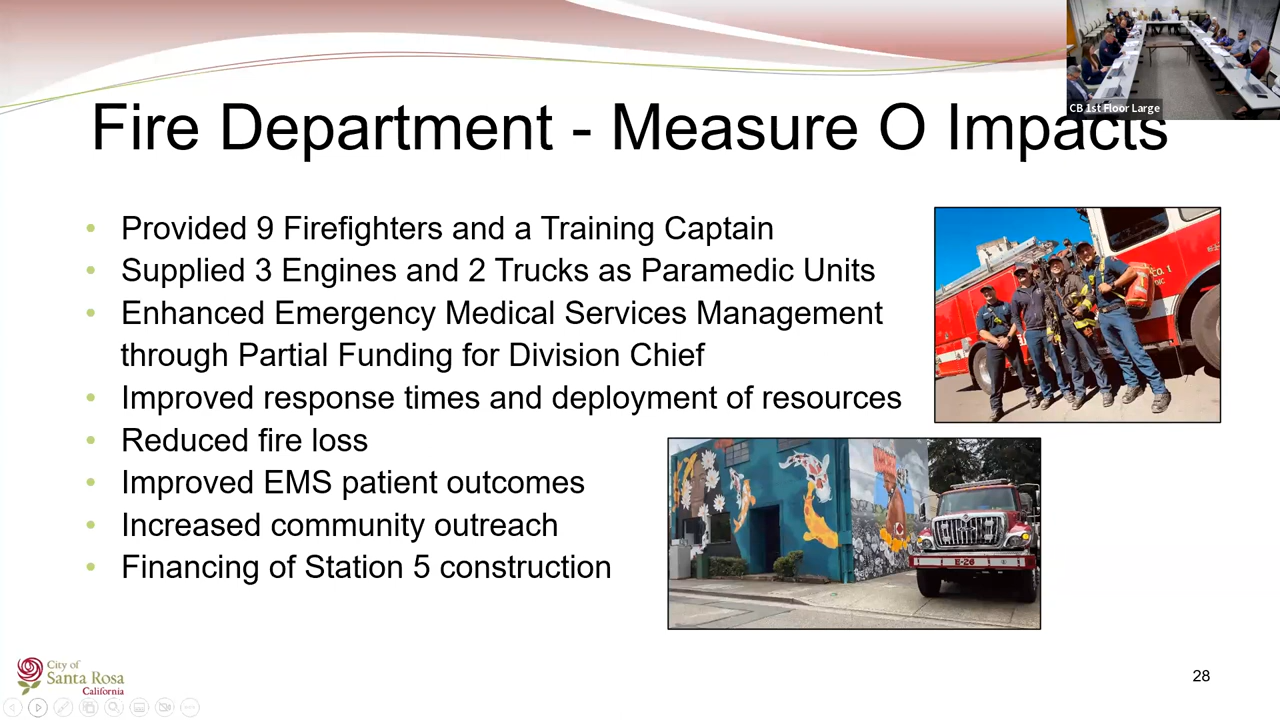 CB 1st Floor Large
Fire Department - Measure O Impacts
• Provided 9 Firefighters and a Training Captain
• Supplied 3 Engines and 2 Trucks as Paramedic Units
• Enhanced Emergency Medical Services Management
through Partial Funding for Division Chief
• Improved response times and deployment of resources
• Reduced fire loss
• Improved EMS patient outcomes
• Increased community outreach
• Financing of Station 5 construction
CO. 1
E-26
City of
Santa Rosa
California
28